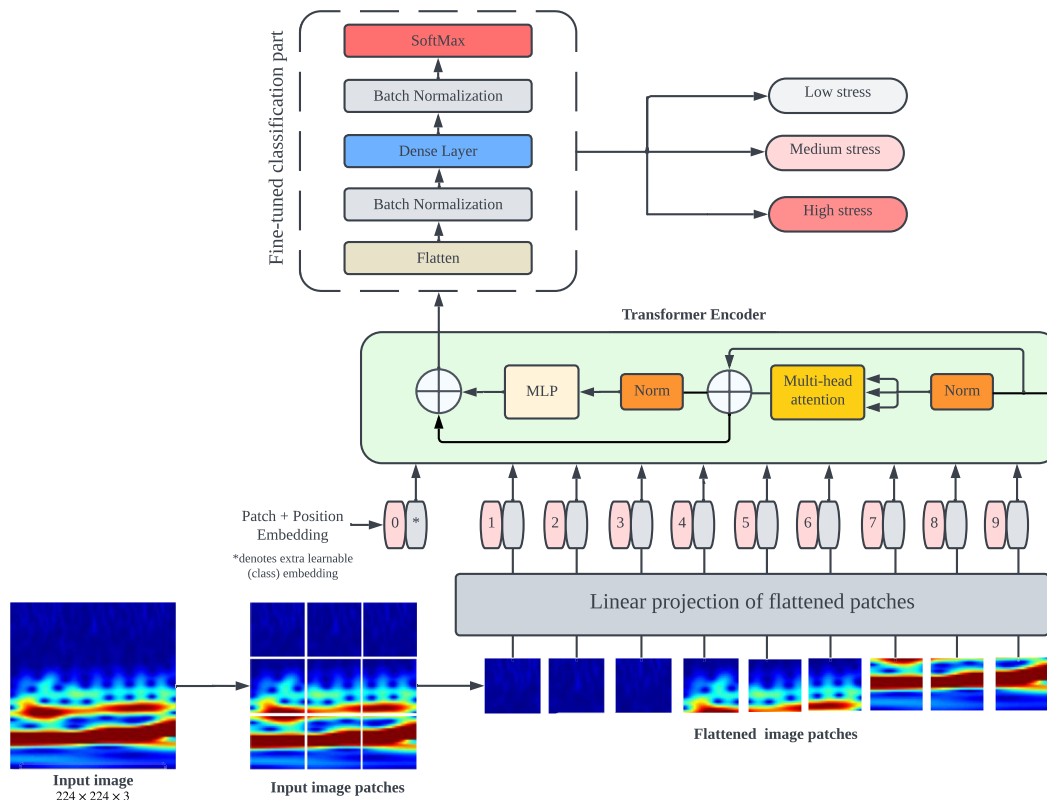 Fine-tuned classification part
SoftMax
Batch Normalization
Dense Layer
Batch Normalization
Flatten
Low stress
Medium stress
High stress
Transformer Encoder
MLP
Norm
Multi-head
attention
Norm
Patch + Position
Embedding
0 *
1
2
3
4
5
6
7
8
9
*denotes extra learnable
(class) embedding
Linear projection of flattened patches
Flattened image patches
Input image
224 × 224 × 3
Input image patches